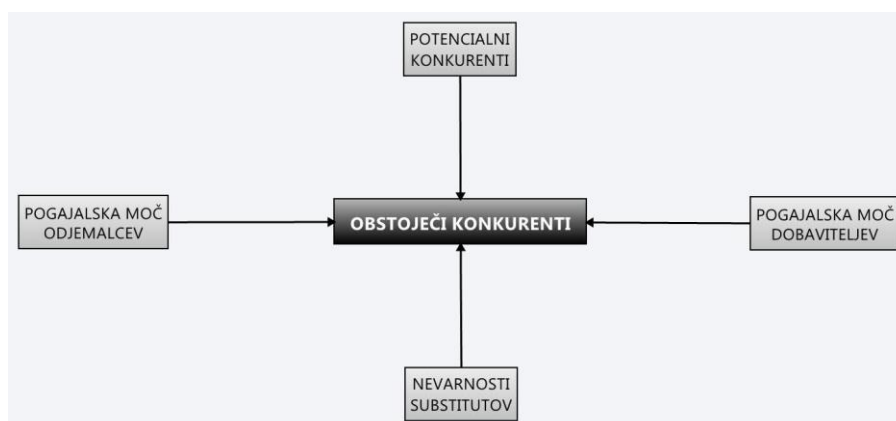 POTENCIALNI
KONKURENTI
POGAJALSKA MOČ
ODJEMALCEV
OBSTOJEČI KONKURENTI
POGAJALSKA MOČ
DOBAVITELJEV
NEVARNOSTI
SUBSTITUTOV